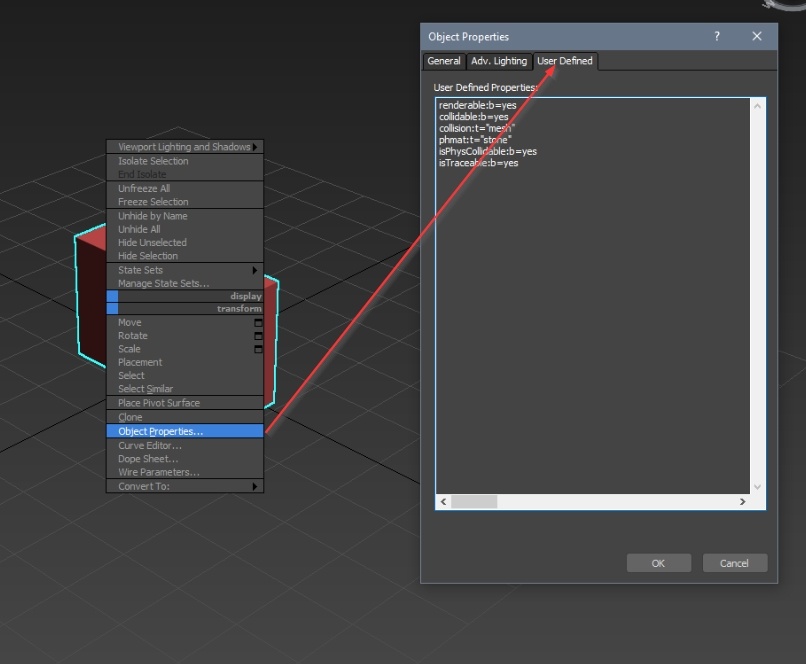 Viewport Lighting and Shadows
Isolate Selection
End Isolate
Unfreeze All
Freeze Selection
Unhide by Name
Unhide All
Hide Unselected
Hide Selection
State Sets
Manage State Sets...
display
transform
Move
Rotate
Scale
Placement
Select
Select Similar
Place Pivot Surface
Clone
Object Properties...
Curve Editor...
Dope Sheet...
Wire Parameters...
Convert To:
Object Properties
General Adv. Lighting User Defined
User Defined Properties:
renderable:b=yes
collidable:b=yes
collision:t="mesh"
phmat:t="stone"
isPhysCollidable:b=yes
isTraceable:b=yes
OK Cancel